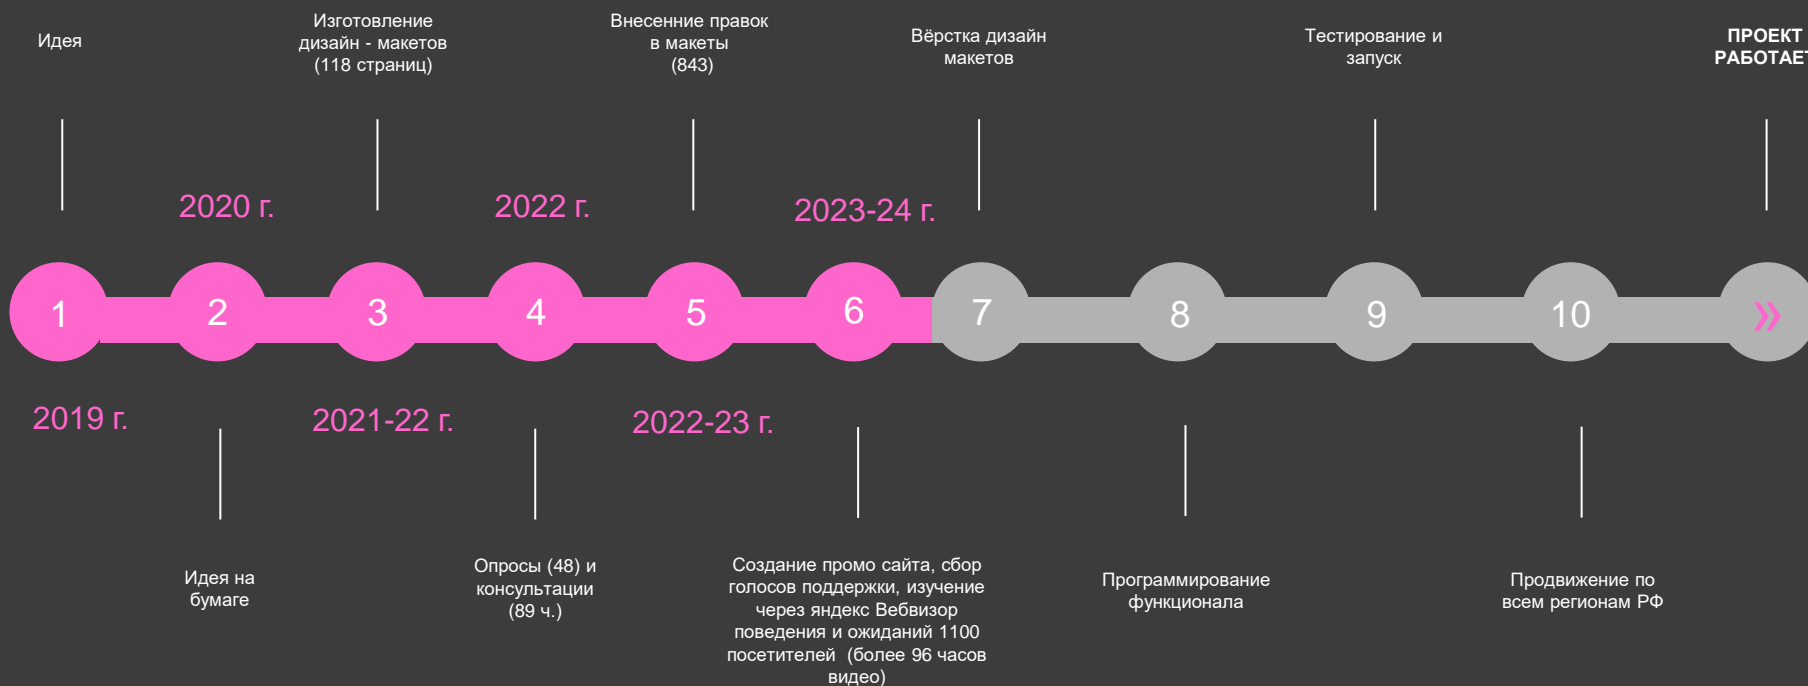 Идея
Изготовление
дизайн - макетов
(118 страниц)
Внесенние правок
в макеты
(843)
Вёрстка дизайн
макетов
Тестирование и
запуск
ПРОЕКТ
РАБОТАЕТ
2020 г.
2022 г.
2023-24 г.
1
2
3
4
5
6
7
8
9
10
»
2019 г.
2021-22 г.
2022-23 г.
Идея на
бумаге
Опросы (48) и
консультации
(89 ч.)
Создание промо сайта, сбор
голосов поддержки, изучение
через яндекс Вебвизор
поведения и ожиданий 1100
посетителей (более 96 часов
видео)
Программирование
функционала
Продвижение по
всем регионам РФ